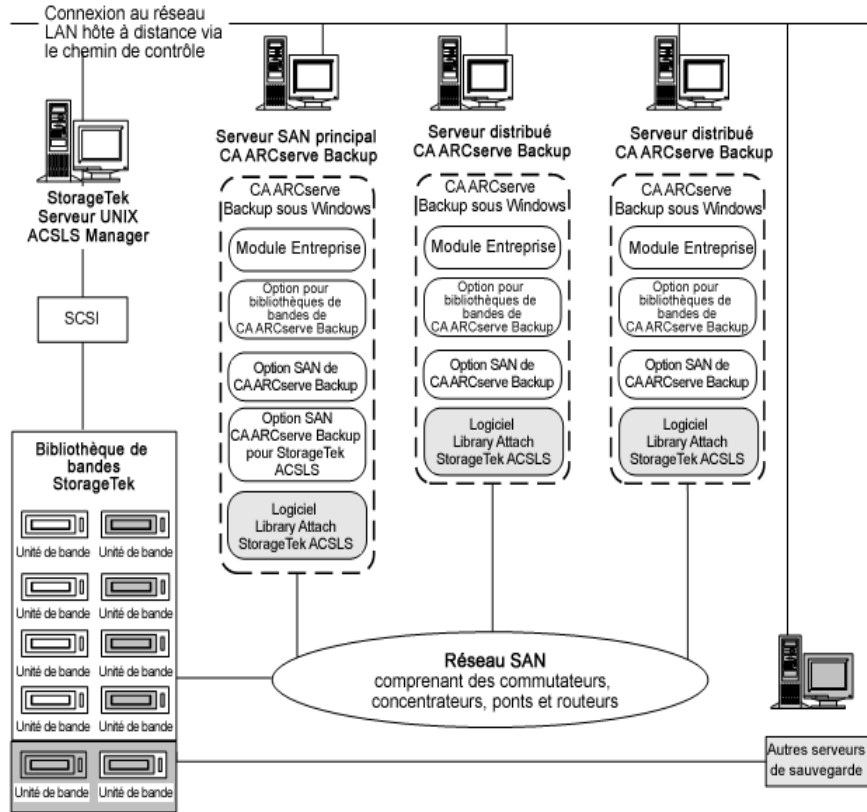 Connexion au réseau
LAN hôte à distance via
le chemin de contrôle
StorageTek
Serveur UNIX
ACSLS Manager
SCSI
Bibliothèque de
bandes
StorageTek
Unité de bande
Unité de bande
Unité de bande
Unité de bande
Unité de bande
Unité de bande
Unité de bande
Unité de bande
Unité de bande
Unité de bande
Serveur SAN principal
CA ARCserve Backup
CA ARCserve
Backup sous Windows
Module Entreprise
Option pour
bibliothèques de
bandes de
CA ARCserve Backup
Option SAN de
CA ARCserve Backup
Option SAN
CA ARCserve Backup
pour StorageTek
ACSLS
Logiciel
Library Attach
StorageTek ACSLS
Serveur distribué
CA ARCserve Backup
CA ARCserve
Backup sous Windows
Module Entreprise
Option pour
bibliothèques de
bandes de
CA ARCserve Backup
Option SAN de
CA ARCserve Backup
Logiciel
Library Attach
StorageTek ACSLS
Serveur distribué
CA ARCserve Backup
CA ARCserve
Backup sous Windows
Module Entreprise
Option pour
bibliothèques de
bandes de
CA ARCserve Backup
Option SAN de
CA ARCserve Backup
Logiciel
Library Attach
StorageTek ACSLS
Réseau SAN
comprenant des commutateurs,
concentrateurs, ponts et routeurs
Autres serveurs
de sauvegarde